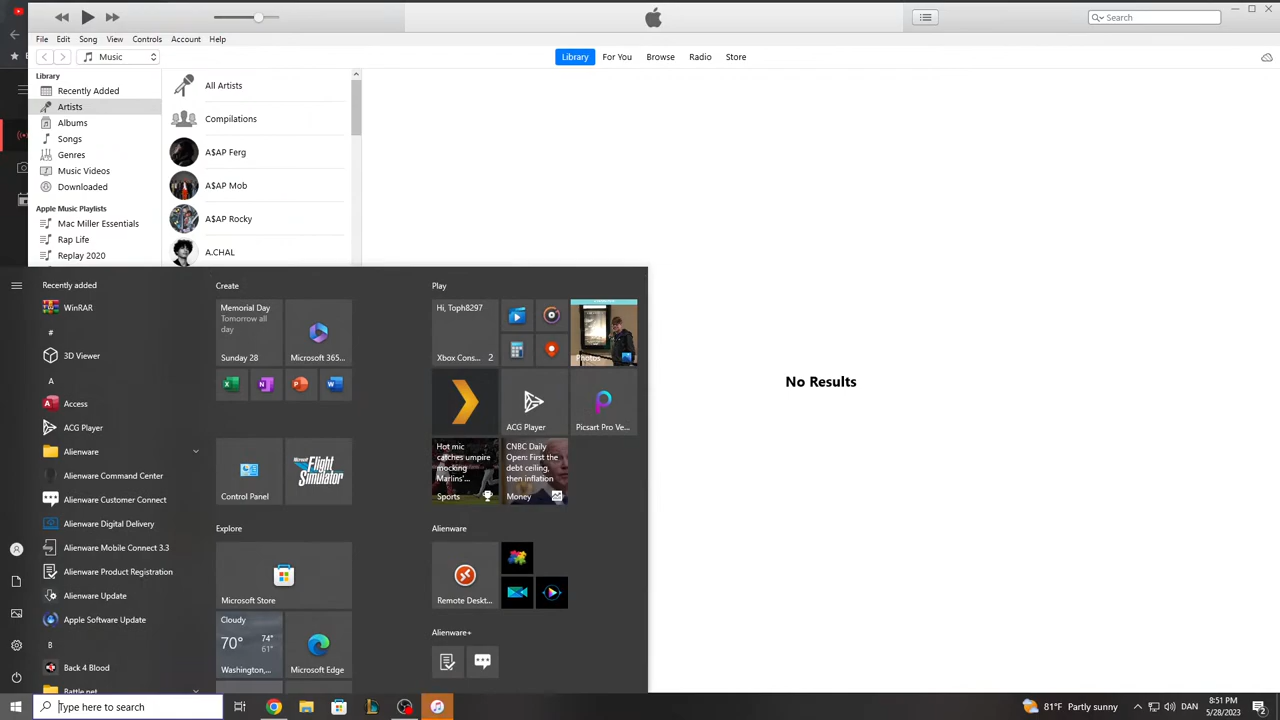 Search
File Edit Song View Controls Account Help
Music
Library For You Browse Radio Store
Library
Recently Added
Artists
Albums
Songs
Genres
Music Videos
Downloaded
Apple Music Playlists
Mac Miller Essentials
Rap Life
Replay 2020
All Artists
Compilations
A$AP Ferg
A$AP Mob
A$AP Rocky
A.CHAL
No Results
Recently added
WinRAR
#
3D Viewer
A
Access
ACG Player
Alienware
Alienware Command Center
Alienware Customer Connect
Alienware Digital Delivery
Alienware Mobile Connect 3.3
Alienware Product Registration
Alienware Update
Apple Software Update
B
Back 4 Blood
Battle.net
Create
Memorial Day
Tomorrow all
day
Sunday 28
Microsoft 365...
Control Panel
Microsoft
Flight
Simulator
Explore
Microsoft Store
Cloudy
70° 74°
61°
Washington,...
Microsoft Edge
Play
Hi, Toph8297
Xbox Cons... 2
Photos
ACG Player
Picsart Pro Ve...
Hot mic
catches umpire
mocking
Marlins'...
Sports
CNBC Daily
Open: First the
debt ceiling,
then inflation
Money
Alienware
Remote Deskt...
Alienware+
Type here to search
81°F Partly sunny
DAN
8:51 PM
5/28/2023
2